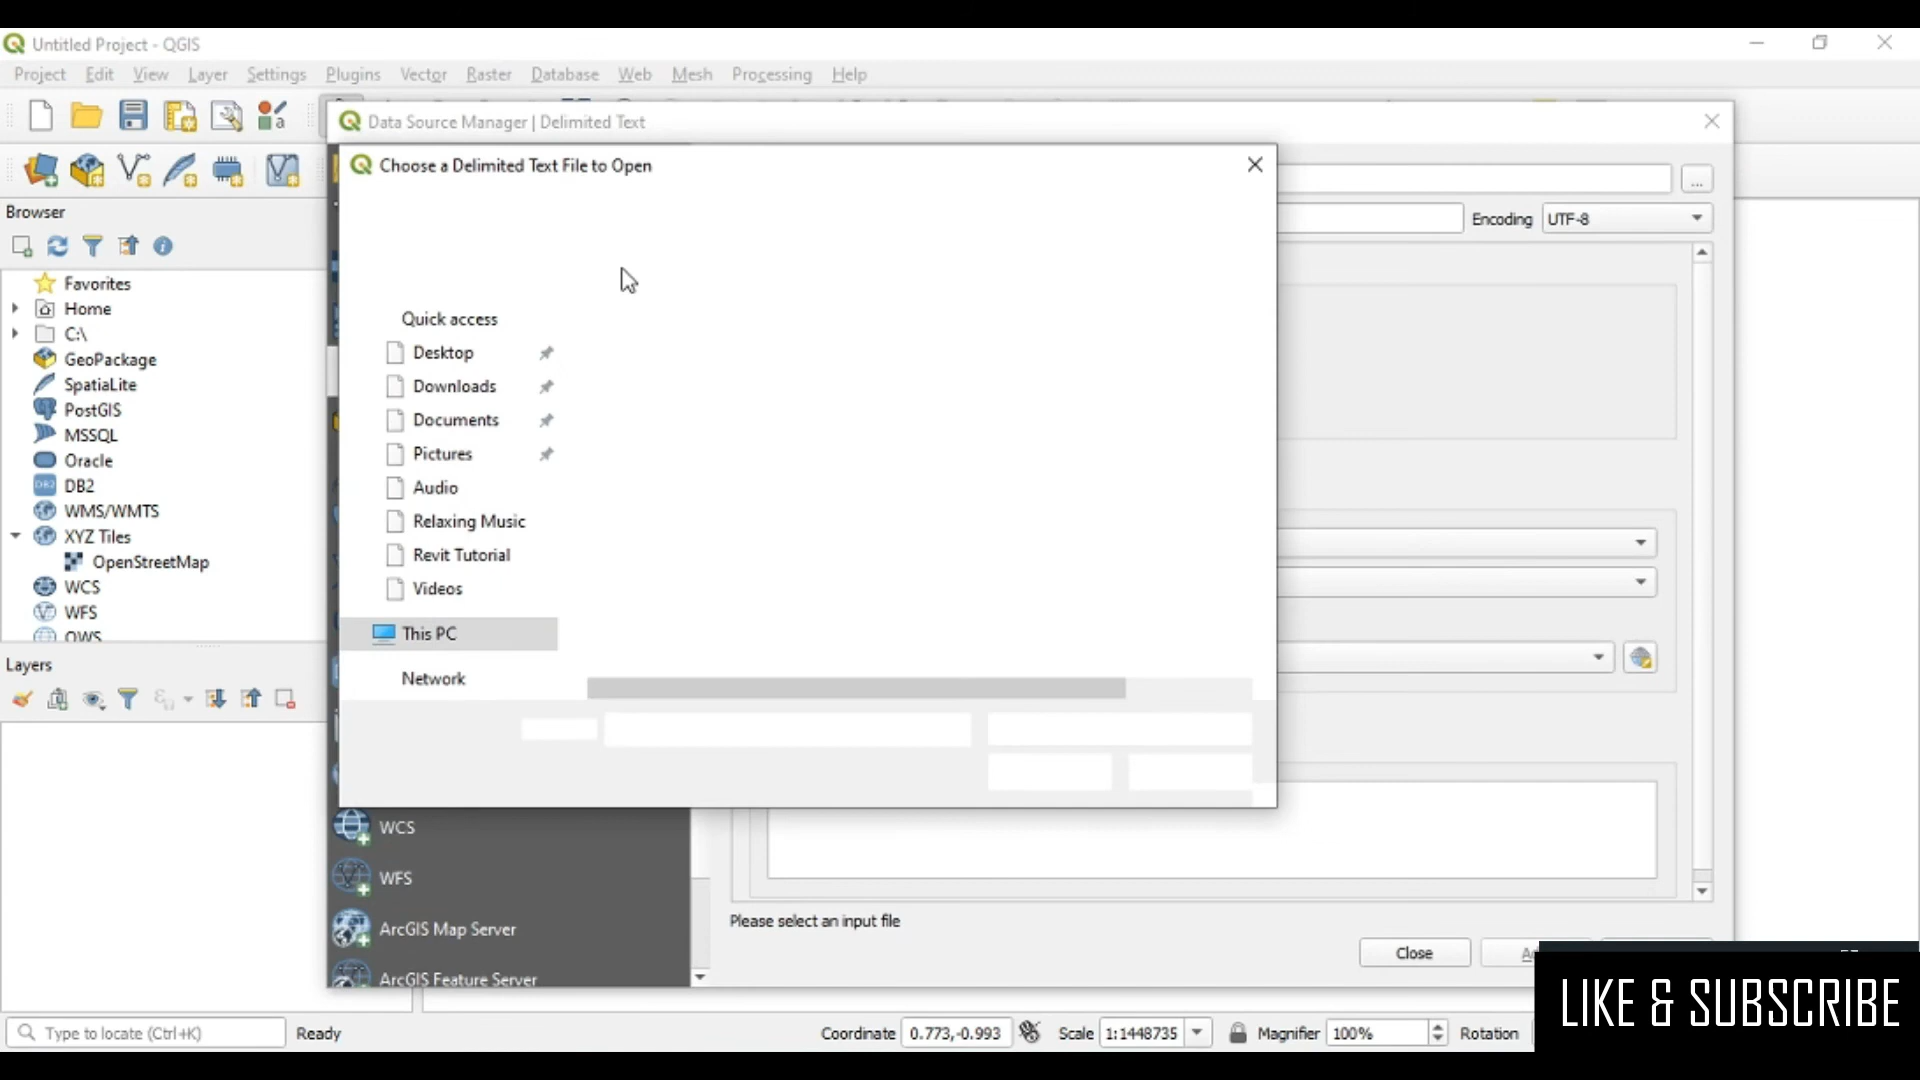 Untitled Project - QGIS
Project Edit View Layer Settings Plugins Vector Raster Database Web Mesh Processing Help
Data Source Manager | Delimited Text
Choose a Delimited Text File to Open
...
Encoding UTF-8
Browser
Favorites
Home
C:\
GeoPackage
SpatiaLite
PostGIS
MSSQL
Oracle
DB2
WMS/WMTS
XYZ Tiles
OpenStreetMap
WCS
WFS
OWS
Quick access
Desktop
Downloads
Documents
Pictures
Audio
Relaxing Music
Revit Tutorial
Videos
This PC
Network
Layers
WCS
WFS
ArcGIS Map Server
ArcGIS Feature Server
Please select an input file
Close
LIKE & SUBSCRIBE
Type to locate (Ctrl+K) Ready Coordinate 0.773,-0.993 Scale 1:1448735 Magnifier 100% Rotation